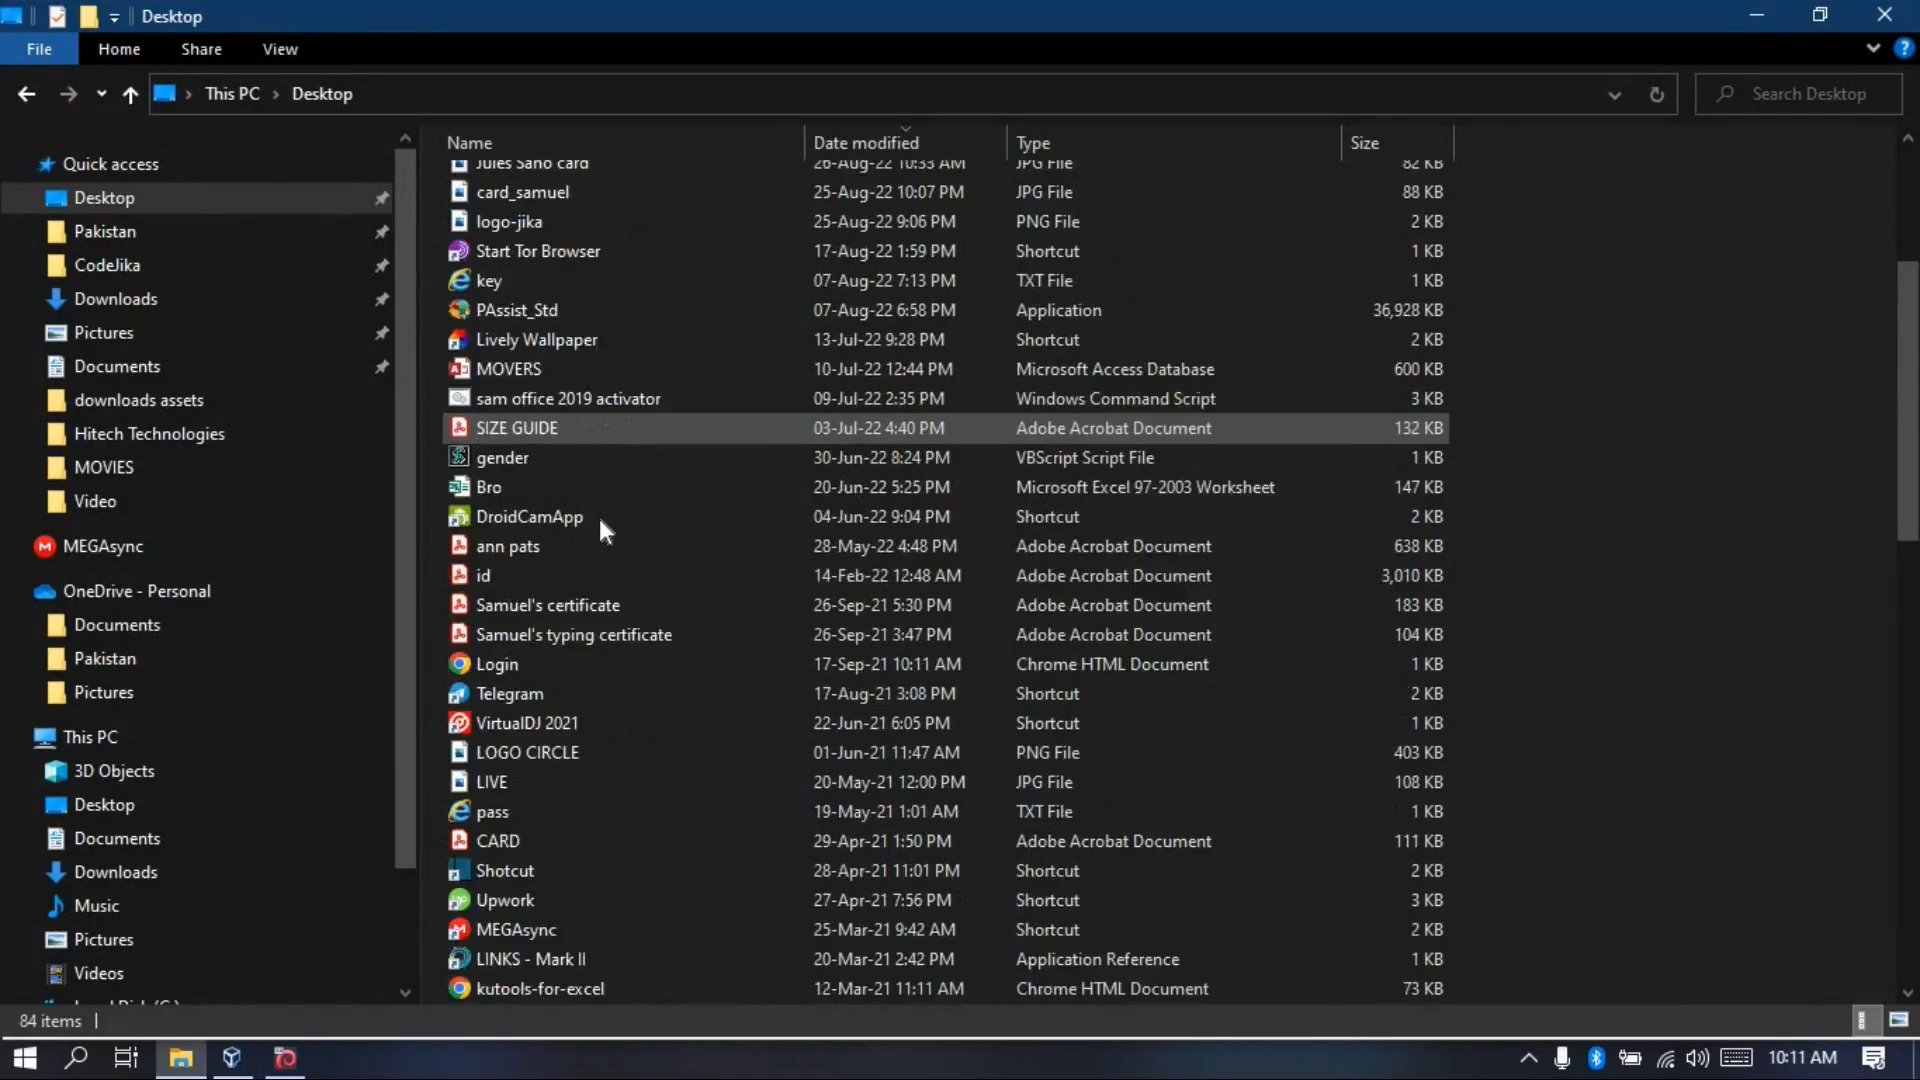 Desktop
File Home Share View
This PC Desktop Search Desktop
Name Date modified Type Size
Quick access
Desktop
Pakistan
CodeJika
Downloads
Pictures
Documents
downloads assets
Hitech Technologies
MOVIES
Video
MEGAsync
OneDrive - Personal
Documents
Pakistan
Pictures
This PC
3D Objects
Desktop
Documents
Downloads
Music
Pictures
Videos
Jules Sano card 26-Aug-22 10:33 AM JPG File 82 KB
card_samuel 25-Aug-22 10:07 PM JPG File 88 KB
logo-jika 25-Aug-22 9:06 PM PNG File 2 KB
Start Tor Browser 17-Aug-22 1:59 PM Shortcut 1 KB
key 07-Aug-22 7:13 PM TXT File 1 KB
PAssist_Std 07-Aug-22 6:58 PM Application 36,928 KB
Lively Wallpaper 13-Jul-22 9:28 PM Shortcut 2 KB
MOVERS 10-Jul-22 12:44 PM Microsoft Access Database 600 KB
sam office 2019 activator 09-Jul-22 2:35 PM Windows Command Script 3 KB
SIZE GUIDE 03-Jul-22 4:40 PM Adobe Acrobat Document 132 KB
gender 30-Jun-22 8:24 PM VBScript Script File 1 KB
Bro 20-Jun-22 5:25 PM Microsoft Excel 97-2003 Worksheet 147 KB
DroidCamApp 04-Jun-22 9:04 PM Shortcut 2 KB
ann pats 28-May-22 4:48 PM Adobe Acrobat Document 638 KB
id 14-Feb-22 12:48 AM Adobe Acrobat Document 3,010 KB
Samuel's certificate 26-Sep-21 5:30 PM Adobe Acrobat Document 183 KB
Samuel's typing certificate 26-Sep-21 3:47 PM Adobe Acrobat Document 104 KB
Login 17-Sep-21 10:11 AM Chrome HTML Document 1 KB
Telegram 17-Aug-21 3:08 PM Shortcut 2 KB
VirtualDJ 2021 22-Jun-21 6:05 PM Shortcut 1 KB
LOGO CIRCLE 01-Jun-21 11:47 AM PNG File 403 KB
LIVE 20-May-21 12:00 PM JPG File 108 KB
pass 19-May-21 1:01 AM TXT File 1 KB
CARD 29-Apr-21 1:50 PM Adobe Acrobat Document 111 KB
Shotcut 28-Apr-21 11:01 PM Shortcut 2 KB
Upwork 27-Apr-21 7:56 PM Shortcut 3 KB
MEGAsync 25-Mar-21 9:42 AM Shortcut 2 KB
LINKS - Mark II 20-Mar-21 2:42 PM Application Reference 1 KB
kutools-for-excel 12-Mar-21 11:11 AM Chrome HTML Document 73 KB
84 items
10:11 AM